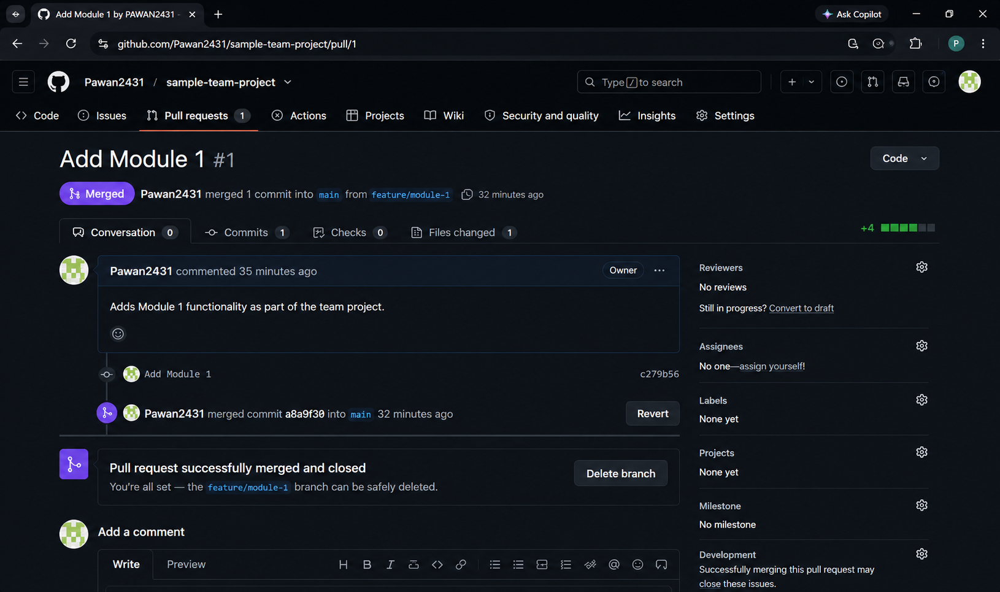 Add Module 1 by PAWAN2431 -
Ask Copilot
github.com/Pawan2431/sample-team-project/pull/1
P
Pawan2431 / sample-team-project
Type / to search
Code
Issues
Pull requests 1
Actions
Projects
Wiki
Security and quality
Insights
Settings
Add Module 1 #1
Code
Merged Pawan2431 merged 1 commit into main from feature/module-1 32 minutes ago
Conversation 0
Commits 1
Checks 0
Files changed 1
+4
Pawan2431 commented 35 minutes ago
Owner
Adds Module 1 functionality as part of the team project.
Add Module 1
c279b56
Pawan2431 merged commit a8a9f30 into main 32 minutes ago
Revert
Pull request successfully merged and closed
You're all set — the feature/module-1 branch can be safely deleted.
Delete branch
Add a comment
Write
Preview
Reviewers
No reviews
Still in progress? Convert to draft
Assignees
No one—assign yourself!
Labels
None yet
Projects
None yet
Milestone
No milestone
Development
Successfully merging this pull request may
close these issues.